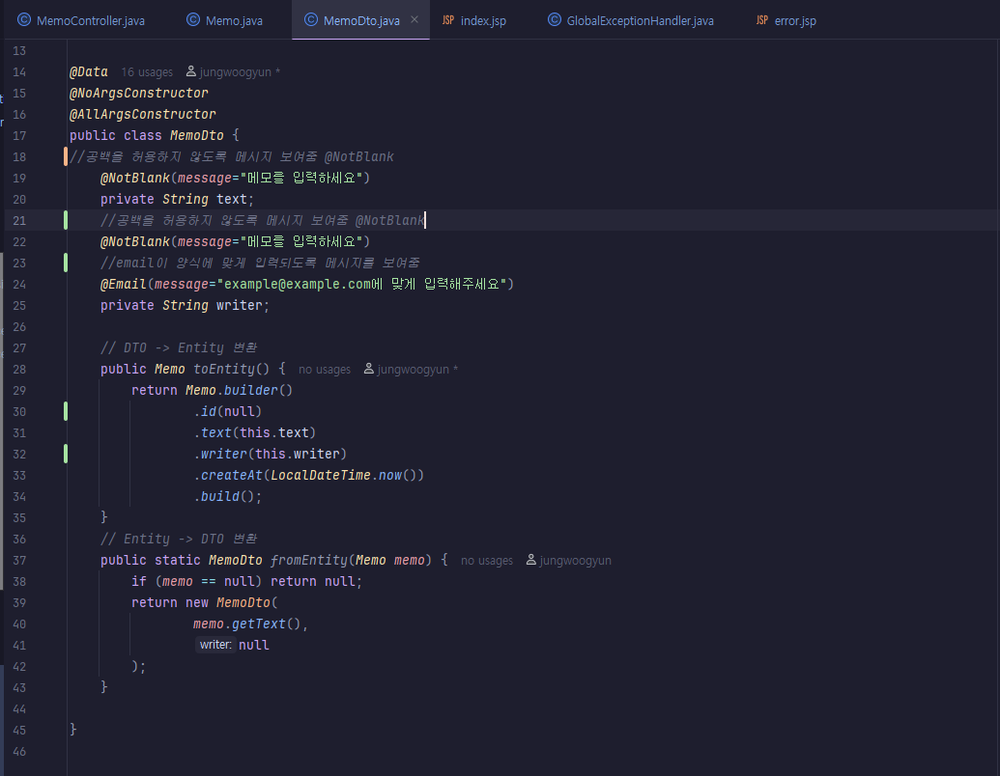 MemoController.java Memo.java MemoDto.java × JSP index.jsp GlobalExceptionHandler.java JSP error.jsp
13
14 @Data 16 usages jungwoogyun *
15 @NoArgsConstructor
16 @AllArgsConstructor
17 public class MemoDto {
18 //공백을 허용하지 않도록 메시지 보여줌 @NotBlank
19 @NotBlank(message="메모를 입력하세요")
20 private String text;
21 //공백을 허용하지 않도록 메시지 보여줌 @NotBlank
22 @NotBlank(message="메모를 입력하세요")
23 //email이 양식에 맞게 입력되도록 메시지를 보여줌
24 @Email(message="example@example.com에 맞게 입력해주세요")
25 private String writer;
26
27 // DTO -> Entity 변환
28 public Memo toEntity() { no usages jungwoogyun *
29 return Memo.builder()
30 .id(null)
31 .text(this.text)
32 .writer(this.writer)
33 .createAt(LocalDateTime.now())
34 .build();
35 }
36 // Entity -> DTO 변환
37 public static MemoDto fromEntity(Memo memo) { no usages jungwoogyun
38 if (memo == null) return null;
39 return new MemoDto(
40 memo.getText(),
41 writer: null
42 );
43 }
44
45 }
46